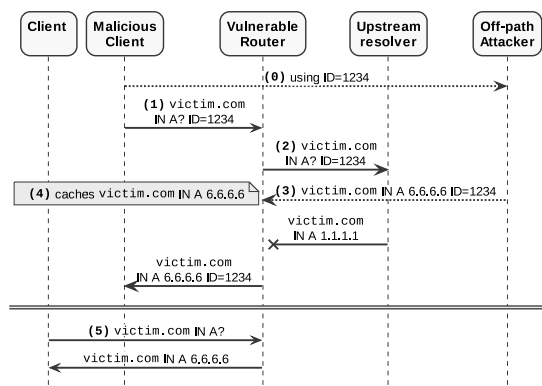 Client
Malicious
Client
Vulnerable
Router
Upstream
resolver
Off-path
Attacker
(0) using ID=1234
(1) victim.com
IN A? ID=1234
(2) victim.com
IN A? ID=1234
(3) victim.com IN A 6.6.6.6 ID=1234
(4) caches victim.com IN A 6.6.6.6
victim.com
IN A 1.1.1.1
victim.com
IN A 6.6.6.6 ID=1234
(5) victim.com IN A?
victim.com IN A 6.6.6.6